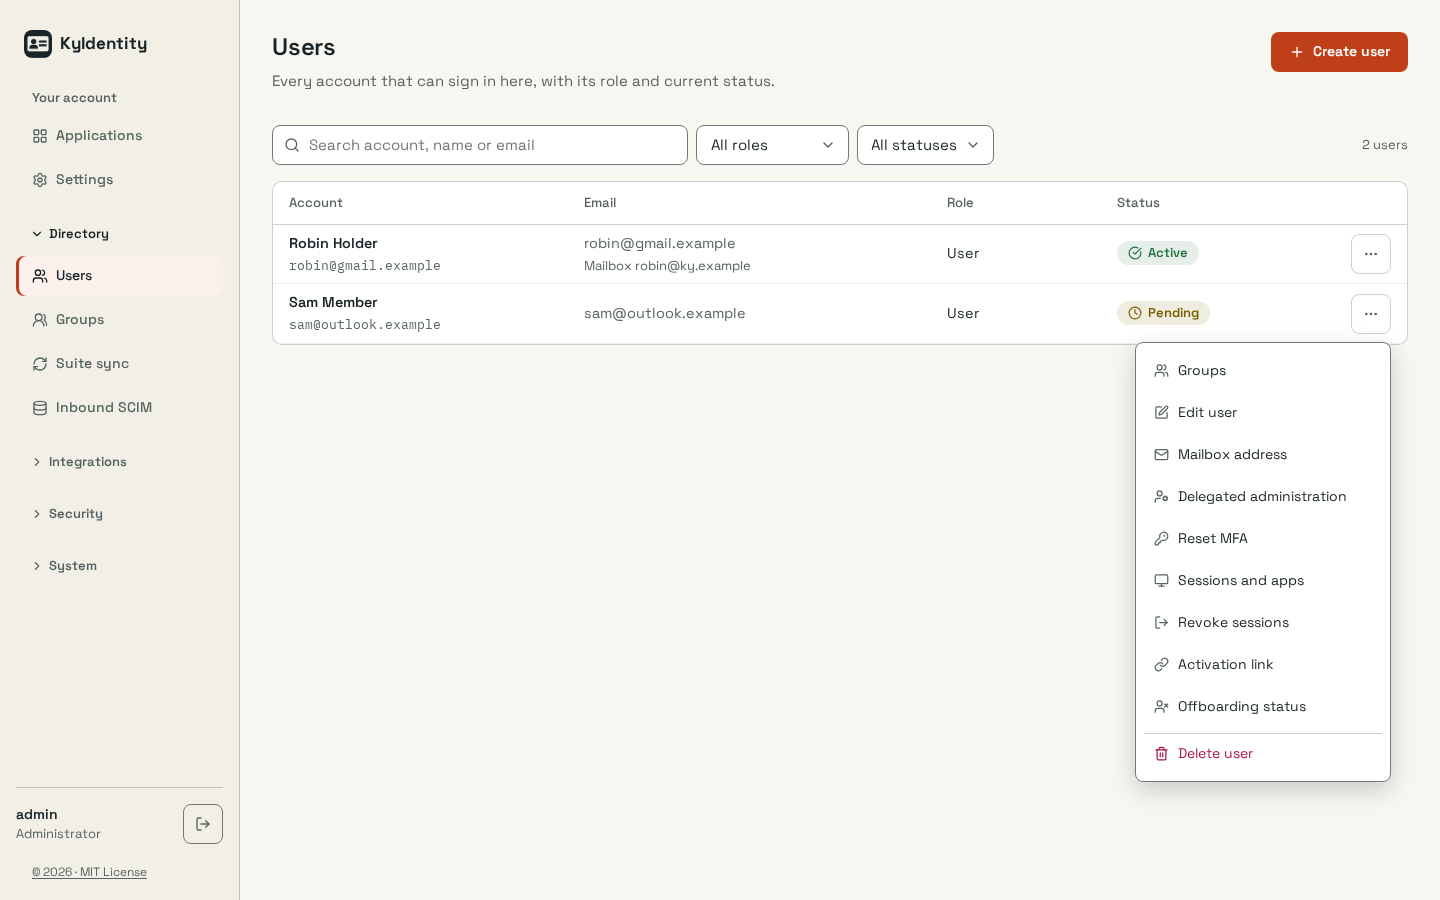 KyIdentity
Your account
Applications
Settings
Directory
Users
Groups
Suite sync
Inbound SCIM
Integrations
Security
System
admin
Administrator
© 2026 · MIT License
Users
Every account that can sign in here, with its role and current status.
Create user
Search account, name or email
All roles
All statuses
2 users
Account Email Role Status
Robin Holder
robin@gmail.example
robin@gmail.example
Mailbox robin@ky.example
User
Active
Sam Member
sam@outlook.example
sam@outlook.example
User
Pending
Groups
Edit user
Mailbox address
Delegated administration
Reset MFA
Sessions and apps
Revoke sessions
Activation link
Offboarding status
Delete user